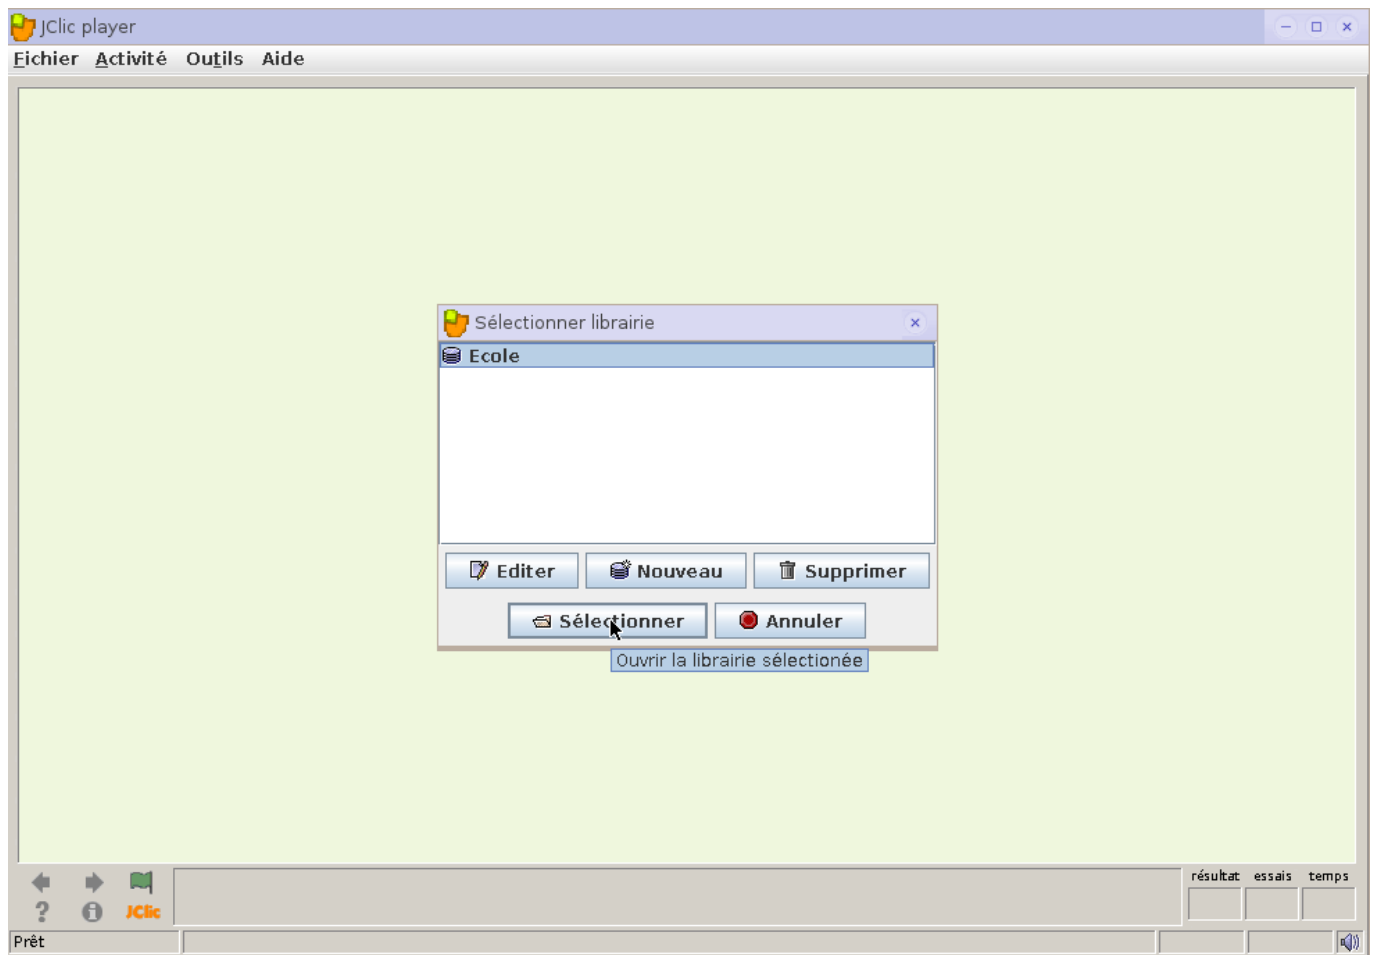 JClic player
Fichier Activité Outils Aide
Sélectionner librairie
Ecole
Editer Nouveau Supprimer
Sélectionner Annuler
Ouvrir la librairie sélectionée
résultat essais temps
JClic
Prêt